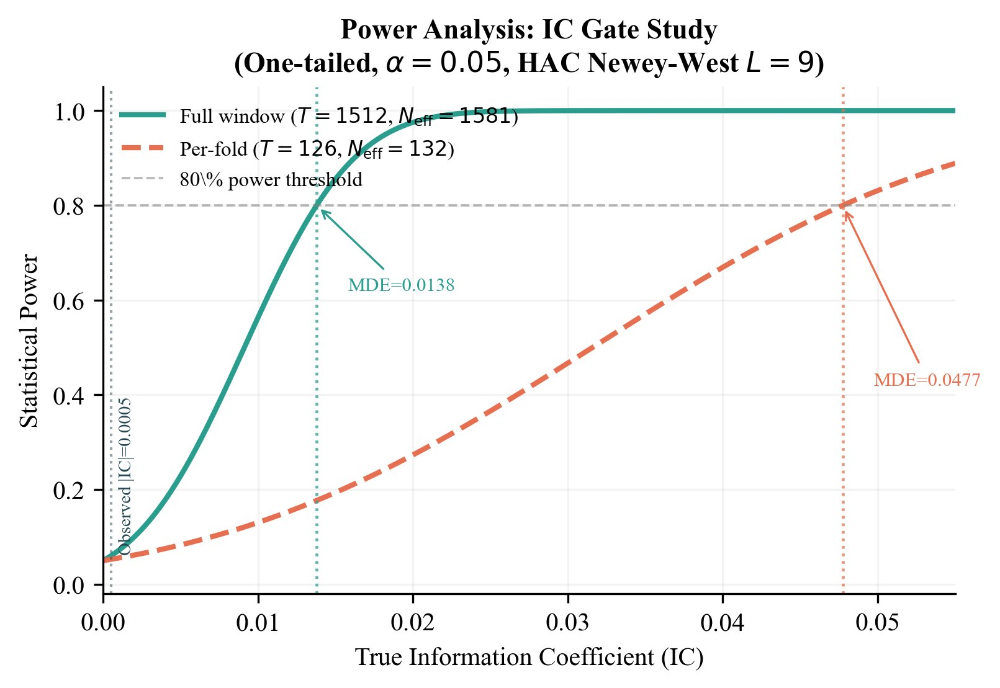 Power Analysis: IC Gate Study
(One-tailed, α = 0.05, HAC Newey-West L = 9)
Full window (T = 1512, N_eff = 1581)
Per-fold (T = 126, N_eff = 132)
80\% power threshold
1.0
0.8
0.6
0.4
0.2
0.0
Statistical Power
Observed |IC|=0.0005
MDE=0.0138
MDE=0.0477
0.00
0.01
0.02
0.03
0.04
0.05
True Information Coefficient (IC)